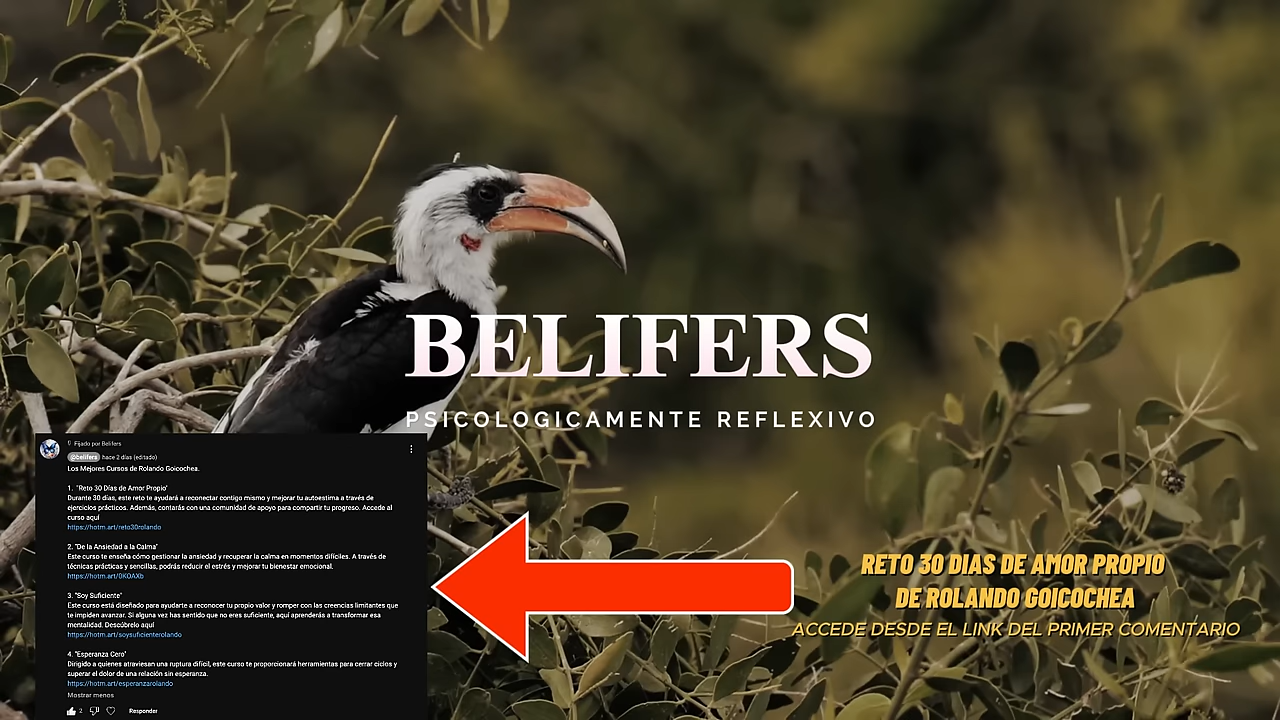 BELIFERS
PSICOLOGICAMENTE REFLEXIVO
Fijado por Belifers
@belifers hace 2 días (editado)
Los Mejores Cursos de Rolando Goicochea.
1. "Reto 30 Días de Amor Propio"
Durante 30 días, este reto te ayudará a reconectar contigo mismo y mejorar tu autoestima a través de
ejercicios prácticos. Además, contarás con una comunidad de apoyo para compartir tu progreso. Accede al
curso aquí
https://hotm.art/reto30rolando
2. "De la Ansiedad a la Calma"
Este curso te enseña cómo gestionar la ansiedad y recuperar la calma en momentos difíciles. A través de
técnicas prácticas y sencillas, podrás reducir el estrés y mejorar tu bienestar emocional.
https://hotm.art/0K0AXb
3. "Soy Suficiente"
Este curso está diseñado para ayudarte a reconocer tu propio valor y romper con las creencias limitantes que
te impiden avanzar. Si alguna vez has sentido que no eres suficiente, aquí aprenderás a transformar esa
mentalidad. Descúbrelo aquí
https://hotm.art/soysuficienterolando
4. "Esperanza Cero"
Dirigido a quienes atraviesan una ruptura difícil, este curso te proporcionará herramientas para cerrar ciclos y
superar el dolor de una relación sin esperanza.
https://hotm.art/esperanzarolando
Mostrar menos
2 Responder
RETO 30 DIAS DE AMOR PROPIO
DE ROLANDO GOICOCHEA
ACCEDE DESDE EL LINK DEL PRIMER COMENTARIO